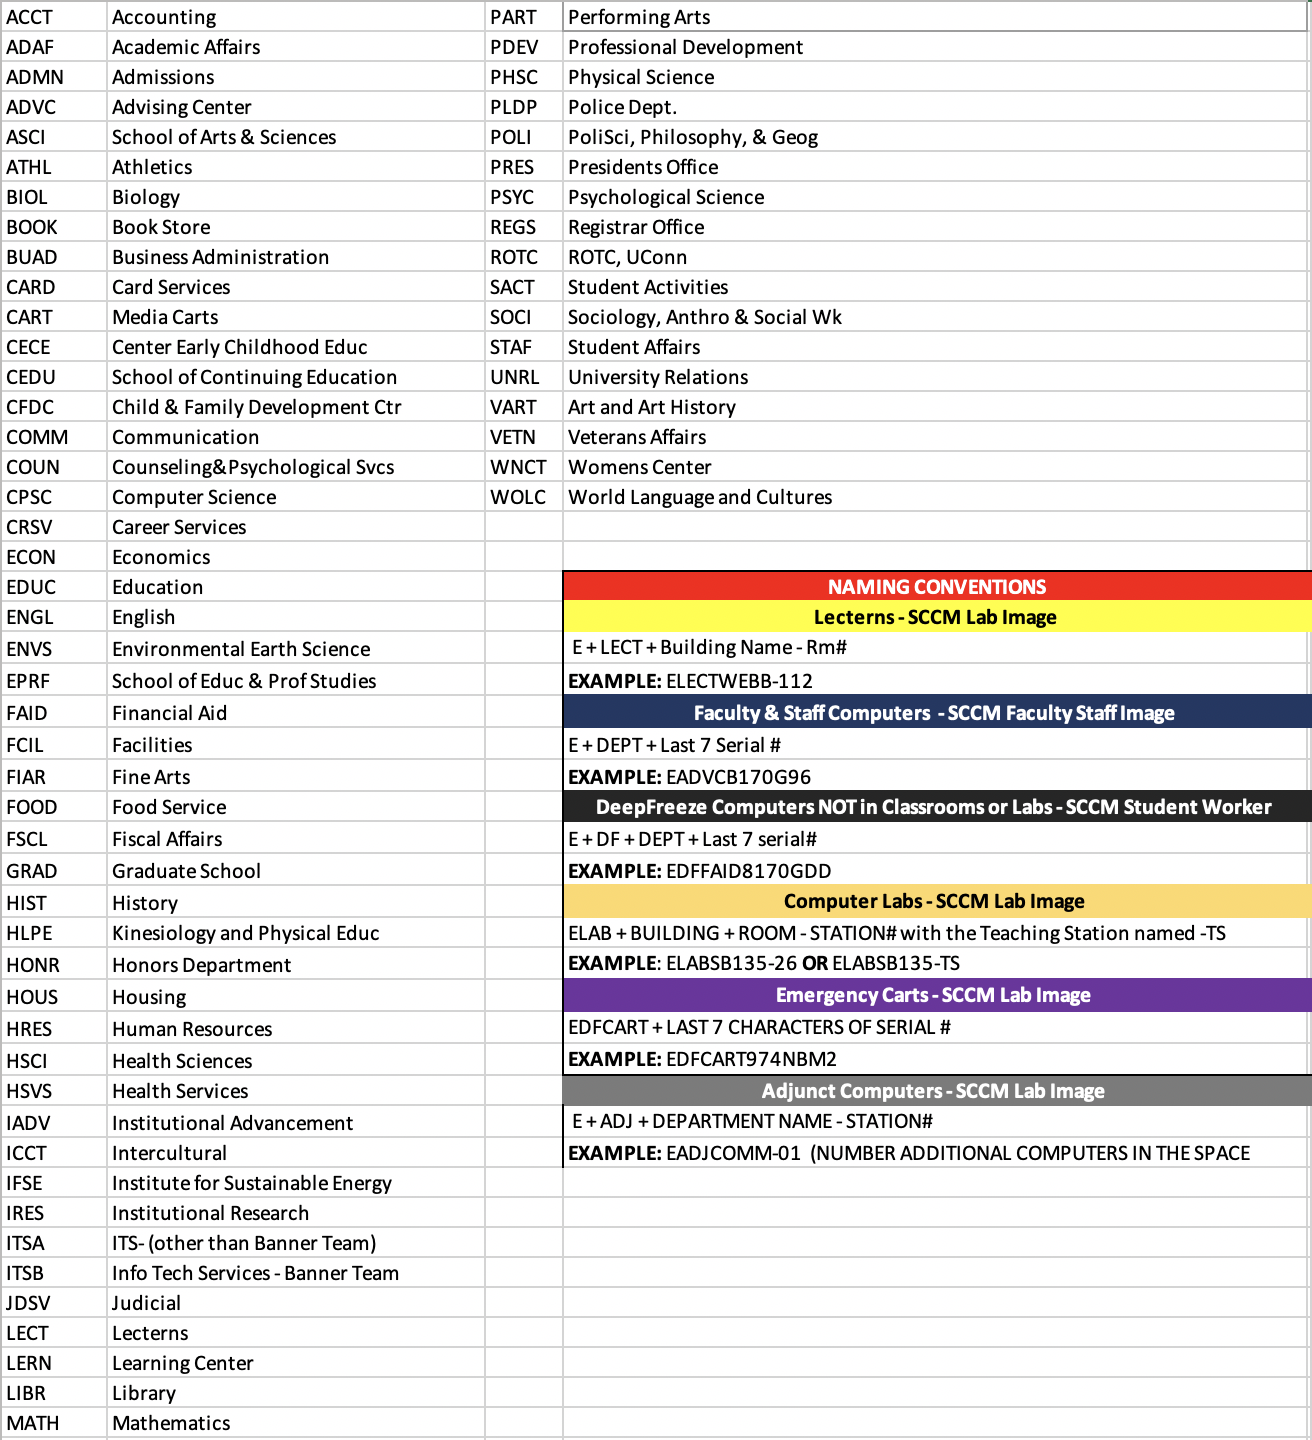 ACCT Accounting PART Performing Arts
ADAF Academic Affairs PDEV Professional Development
ADMN Admissions PHSC Physical Science
ADVC Advising Center PLDP Police Dept.
ASCI School of Arts & Sciences POLI PoliSci, Philosophy, & Geog
ATHL Athletics PRES Presidents Office
BIOL Biology PSYC Psychological Science
BOOK Book Store REGS Registrar Office
BUAD Business Administration ROTC ROTC, UConn
CARD Card Services SACT Student Activities
CART Media Carts SOCI Sociology, Anthro & Social Wk
CECE Center Early Childhood Educ STAF Student Affairs
CEDU School of Continuing Education UNRL University Relations
CFDC Child & Family Development Ctr VART Art and Art History
COMM Communication VETN Veterans Affairs
COUN Counseling&Psychological Svcs WNCT Womens Center
CPSC Computer Science WOLC World Language and Cultures
CRSV Career Services
ECON Economics
EDUC Education NAMING CONVENTIONS
ENGL English Lecterns - SCCM Lab Image
ENVS Environmental Earth Science E + LECT + Building Name - Rm#
EPRF School of Educ & Prof Studies EXAMPLE: ELECTWEBB-112
FAID Financial Aid Faculty & Staff Computers - SCCM Faculty Staff Image
FCIL Facilities E + DEPT + Last 7 Serial #
FIAR Fine Arts EXAMPLE: EADVCB170G96
FOOD Food Service DeepFreeze Computers NOT in Classrooms or Labs - SCCM Student Worker
FSCL Fiscal Affairs E + DF + DEPT + Last 7 serial#
GRAD Graduate School EXAMPLE: EDFFAID8170GDD
HIST History Computer Labs - SCCM Lab Image
HLPE Kinesiology and Physical Educ ELAB + BUILDING + ROOM - STATION# with the Teaching Station named -TS
HONR Honors Department EXAMPLE: ELABSB135-26 OR ELABSB135-TS
HOUS Housing Emergency Carts - SCCM Lab Image
HRES Human Resources EDFCART + LAST 7 CHARACTERS OF SERIAL #
HSCI Health Sciences EXAMPLE: EDFCART974NBM2
HSVS Health Services Adjunct Computers - SCCM Lab Image
IADV Institutional Advancement E + ADJ + DEPARTMENT NAME - STATION#
ICCT Intercultural EXAMPLE: EADJCOMM-01 (NUMBER ADDITIONAL COMPUTERS IN THE SPACE
IFSE Institute for Sustainable Energy
IRES Institutional Research
ITSA ITS- (other than Banner Team)
ITSB Info Tech Services - Banner Team
JDSV Judicial
LECT Lecterns
LERN Learning Center
LIBR Library
MATH Mathematics